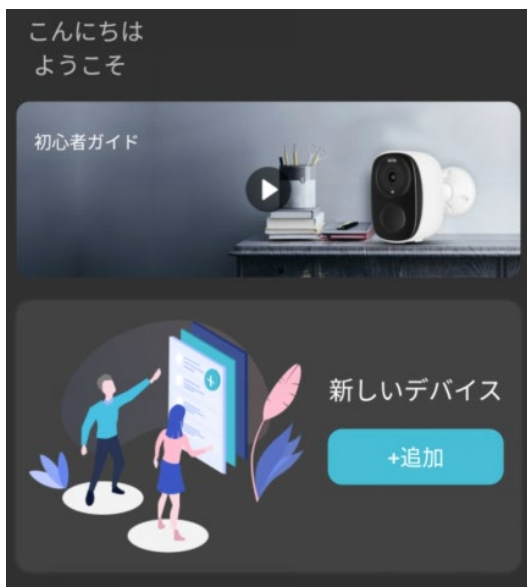 こんにちは
ようこそ
初心者ガイド
新しいデバイス
+追加